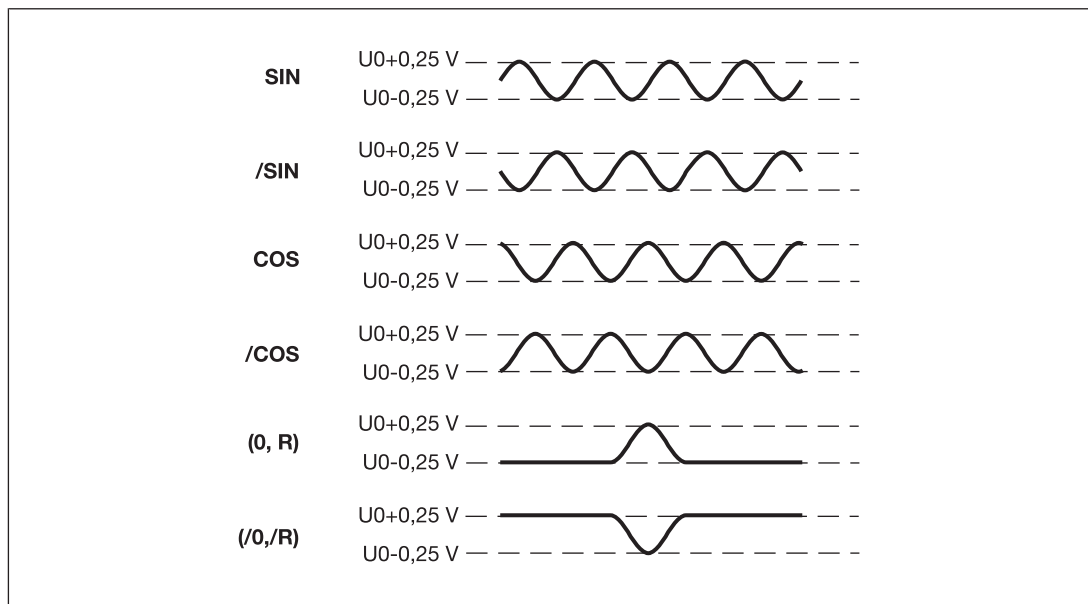 SIN
U0+0,25 V
U0-0,25 V
/SIN
U0+0,25 V
U0-0,25 V
COS
U0+0,25 V
U0-0,25 V
/COS
U0+0,25 V
U0-0,25 V
(0, R)
U0+0,25 V
U0-0,25 V
(/0,/R)
U0+0,25 V
U0-0,25 V